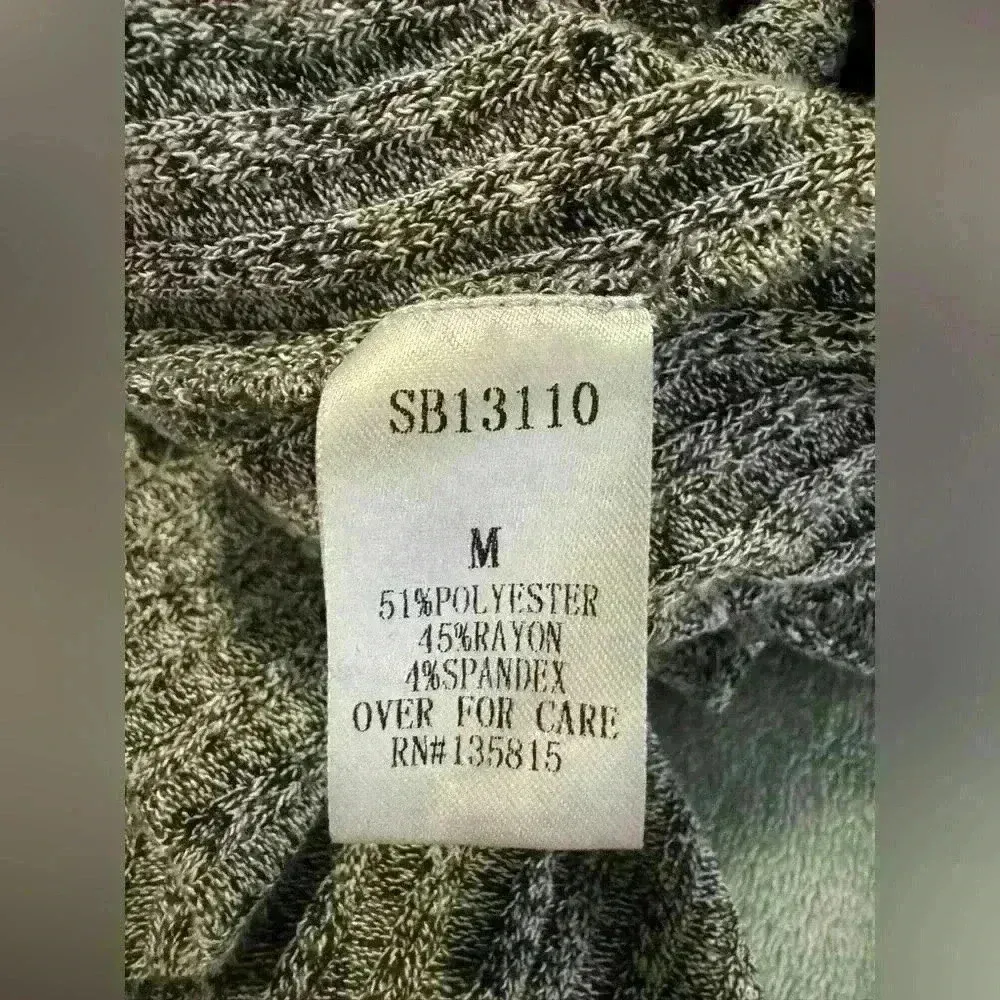 SB13110
M
51%POLYESTER
45%RAYON
4%SPANDEX
OVER FOR CARE
RN#135815